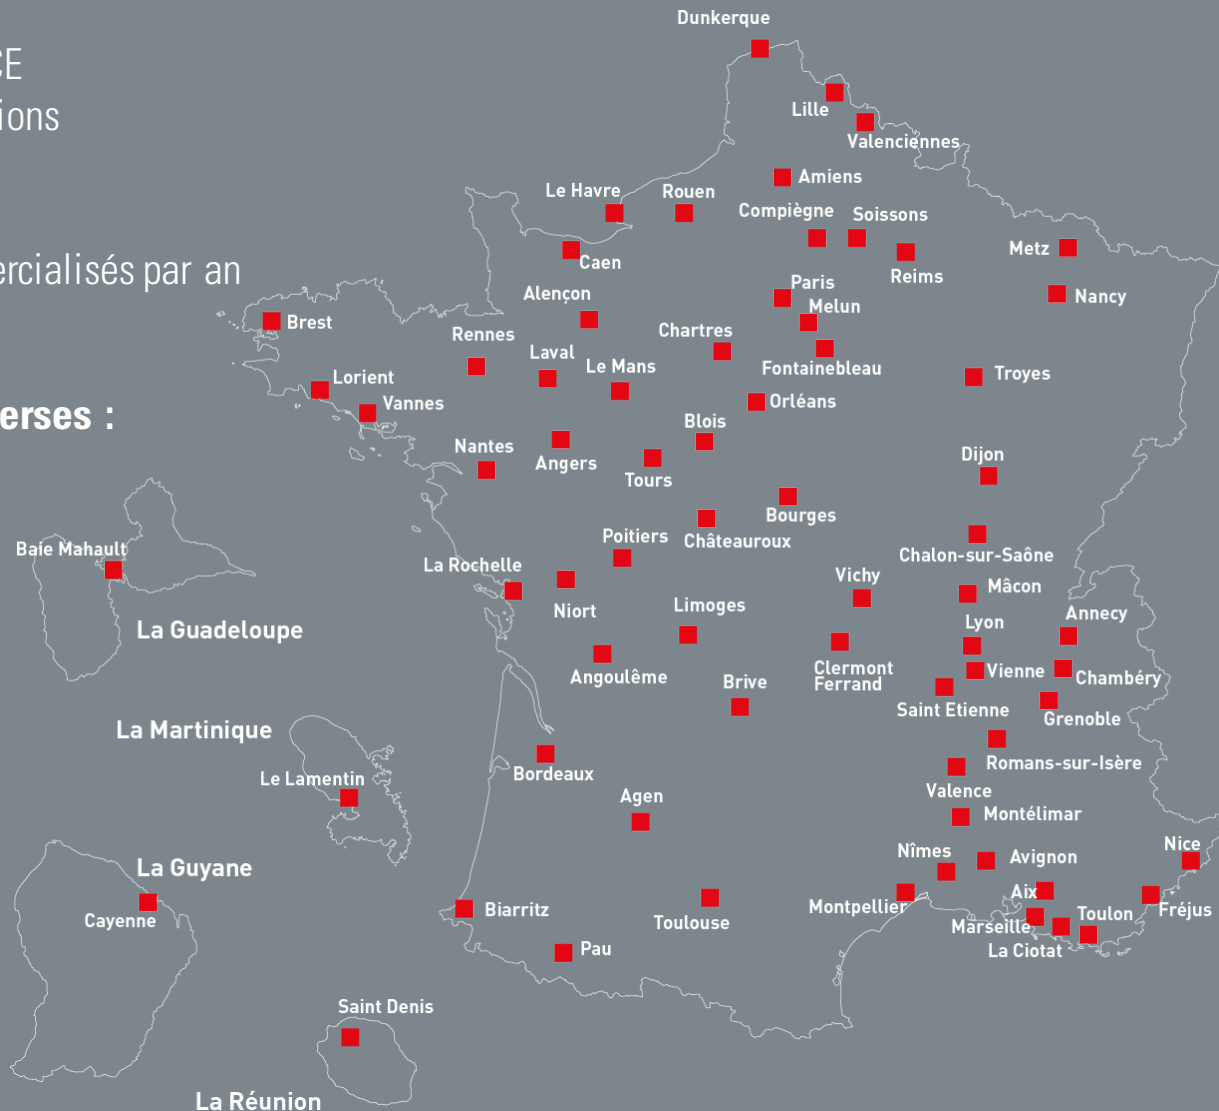 Dunkerque
CE
Lille
ions
Valenciennes
Amiens
Le Havre
Rouen
Compiègne
Soissons
Metz
Caen
ercialisés par an
Reims
Paris
Alençon
Nancy
Melun
Brest
Chartres
Rennes
Laval
Le Mans
Fontainebleau
Troyes
Lorient
Vannes
Orléans
erses :
Blois
Nantes
Angers
Dijon
Tours
Bourges
Poitiers
Châteauroux
Baie Mahault
Chalon-sur-Saône
La Rochelle
Vichy
Mâcon
Niort
Limoges
Annecy
Lyon
La Guadeloupe
Clermont
Ferrand
Vienne
Angoulême
Chambéry
Brive
Saint Etienne
Grenoble
La Martinique
Romans-sur-Isère
Bordeaux
Le Lamentin
Valence
Agen
Montélimar
Nice
Nîmes
Avignon
La Guyane
Aix
Montpellier
Biarritz
Fréjus
Toulon
Cayenne
Toulouse
Marseille
Pau
La Ciotat
Saint Denis
La Réunion